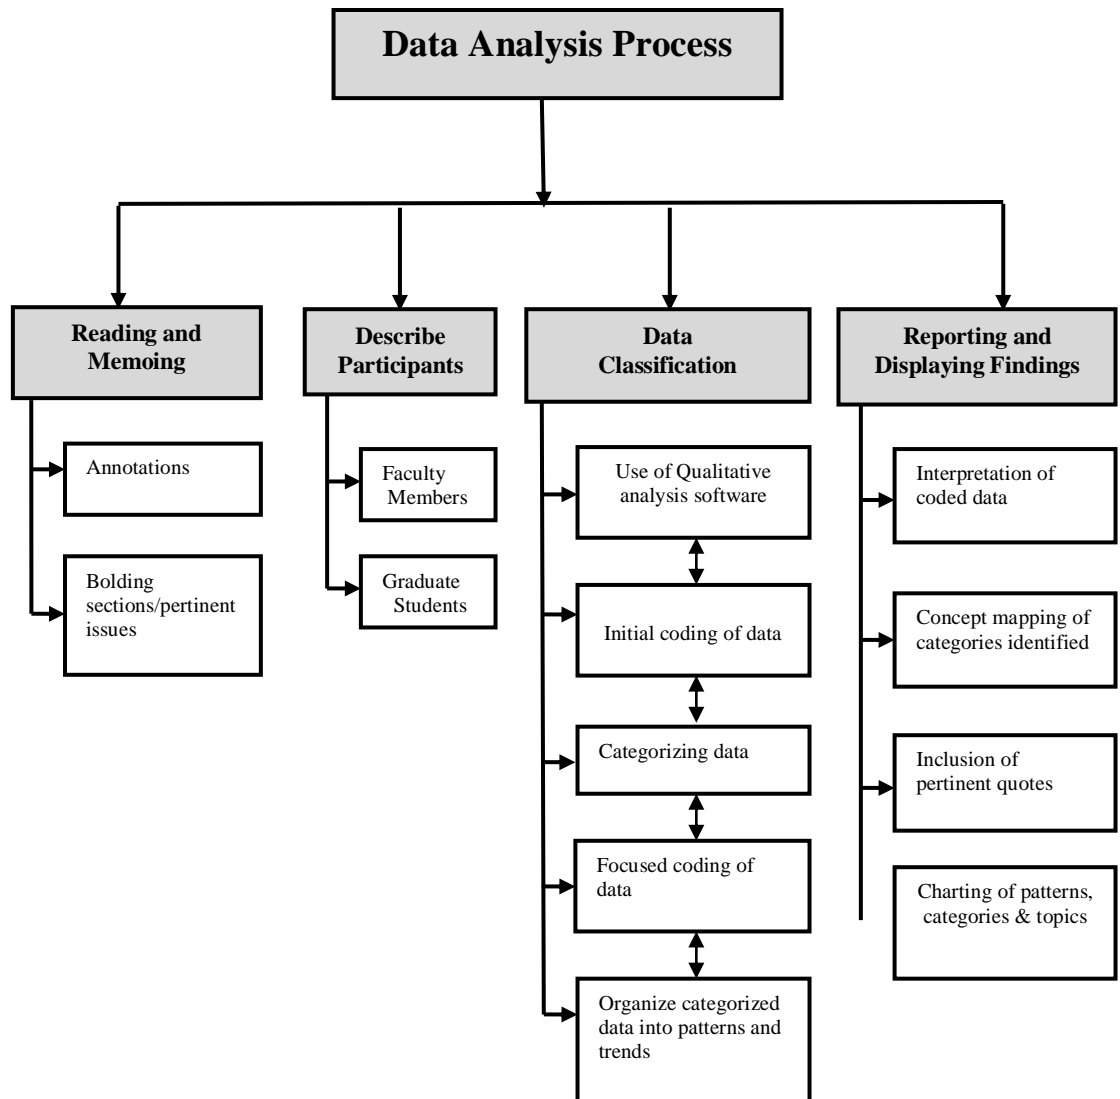 Data Analysis Process
Reading and
Memoing
Annotations
Bolding
sections/pertinent
issues
Describe
Participants
Faculty
Members
Graduate
Students
Data
Classification
Use of Qualitative
analysis software
Initial coding of data
Categorizing data
Focused coding of
data
Organize categorized
data into patterns and
trends
Reporting and
Displaying Findings
Interpretation of
coded data
Concept mapping of
categories identified
Inclusion of
pertinent quotes
Charting of patterns,
categories & topics